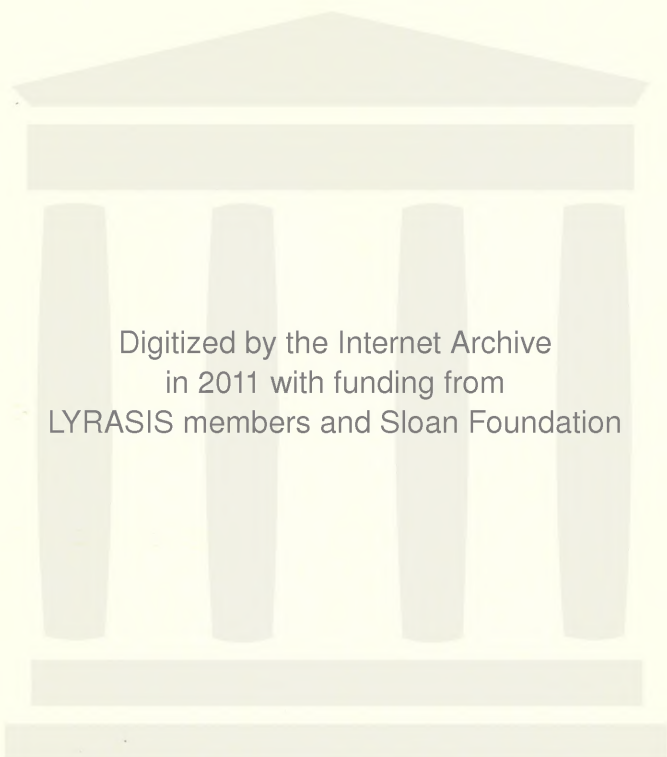 Digitized by the Internet Archive
in 2011 with funding from
LYRASIS members and Sloan Foundation